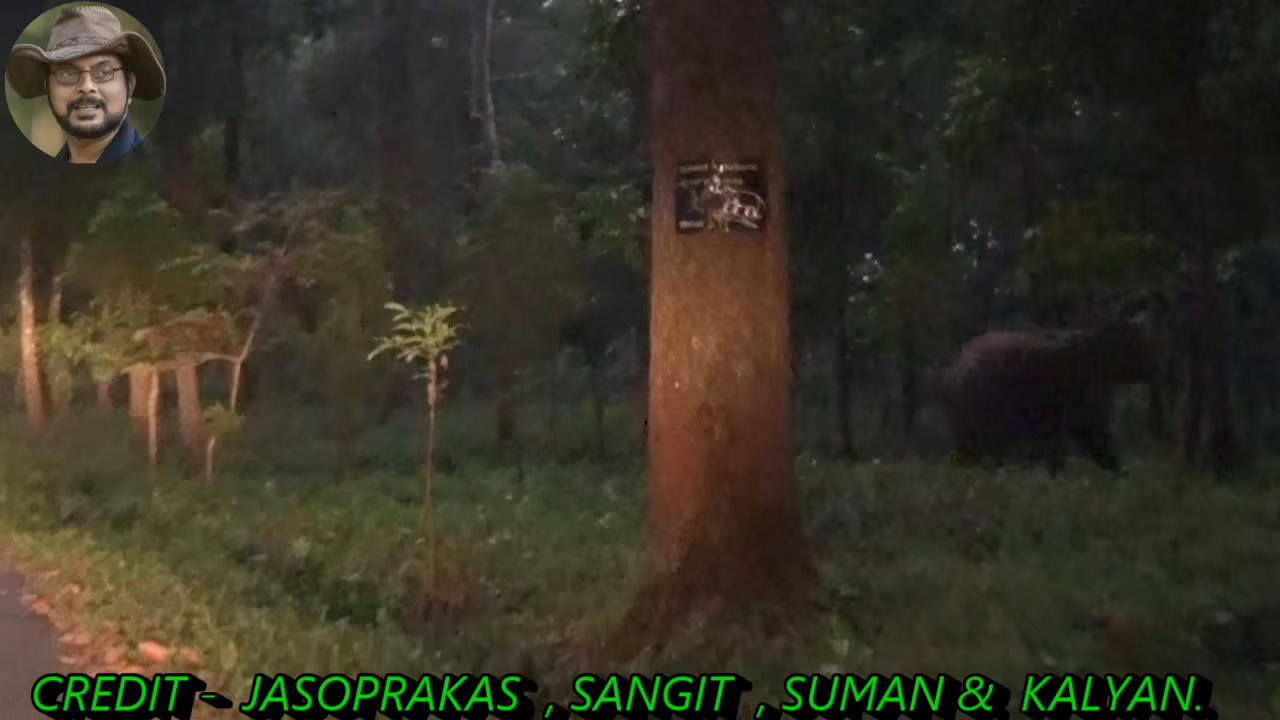 CREDIT - JASOPRAKAS , SANGIT , SUMAN & KALYAN.